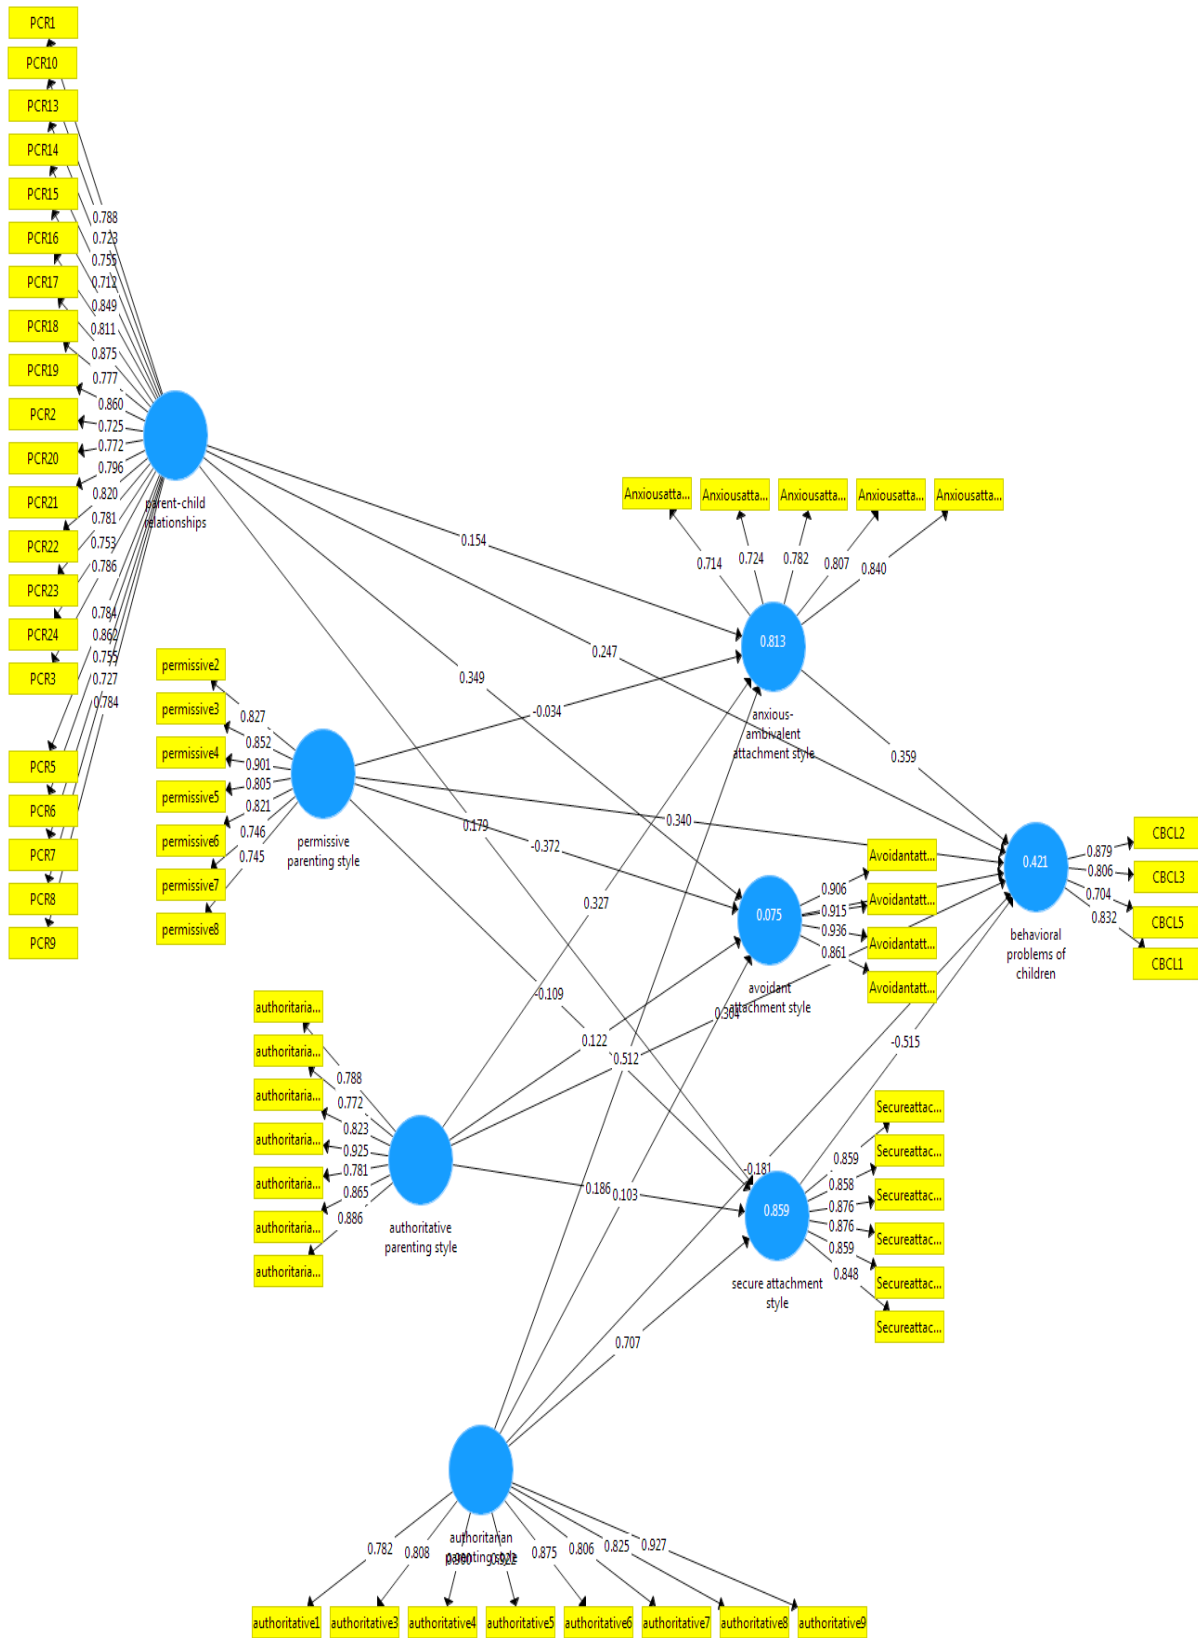 PCR1
PCR10
PCR13
PCR14
PCR15
PCR16
PCR17
PCR18
PCR19
PCR2
PCR20
PCR21
PCR22
PCR23
PCR24
PCR3
PCR5
PCR6
PCR7
PCR8
PCR9
0.788
0.723
0.755
0.712
0.849
0.811
0.875
0.777
0.860
0.725
0.772
0.796
0.820
0.781
0.753
0.786
0.784
0.862
0.755
0.727
0.784
parent-child
relationships
0.154
0.247
0.349
0.179
Anxiousatta...
Anxiousatta...
Anxiousatta...
Anxiousatta...
Anxiousatta...
0.714
0.724
0.782
0.807
0.840
0.813
anxious-
ambivalent
attachment style
0.359
permissive2
permissive3
permissive4
permissive5
permissive6
permissive7
permissive8
0.827
0.852
0.901
0.805
0.821
0.746
0.745
permissive
parenting style
-0.034
0.340
-0.372
-0.109
Avoidantatt...
Avoidantatt...
Avoidantatt...
Avoidantatt...
0.906
0.915
0.936
0.861
0.075
avoidant
attachment style
0.421
behavioral
problems of
children
0.879
0.806
0.704
0.832
CBCL2
CBCL3
CBCL5
CBCL1
authoritaria...
authoritaria...
authoritaria...
authoritaria...
authoritaria...
authoritaria...
authoritaria...
0.788
0.772
0.823
0.925
0.781
0.865
0.886
authoritative
parenting style
0.327
0.122
0.304
0.186
0.512
0.103
-0.181
0.707
-0.515
Secureattac...
Secureattac...
Secureattac...
Secureattac...
Secureattac...
Secureattac...
0.859
0.858
0.876
0.876
0.859
0.848
0.859
secure attachment
style
authoritarian
parenting style
0.782
0.808
0.922
0.875
0.806
0.825
0.927
authoritative1
authoritative3
authoritative4
authoritative5
authoritative6
authoritative7
authoritative8
authoritative9